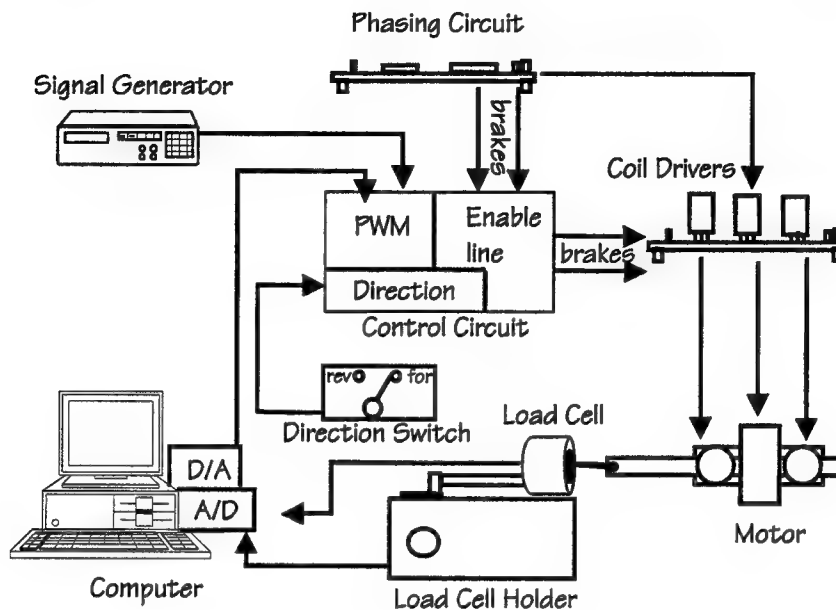 Phasing Circuit
Signal Generator
brakes
Coil Drivers
PWM
Enable
line
brakes
Direction
Control Circuit
rev
for
Direction Switch
Load Cell
D/A
A/D
Motor
Computer
Load Cell Holder